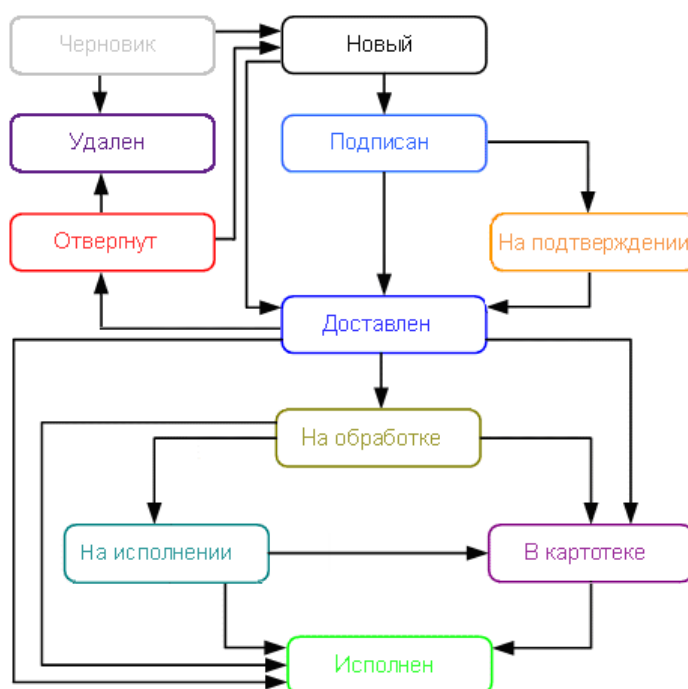 Черновик
Новый
Удален
Подписан
Отвергнут
На подтверждении
Доставлен
На обработке
На исполнении
В картотеке
Исполнен